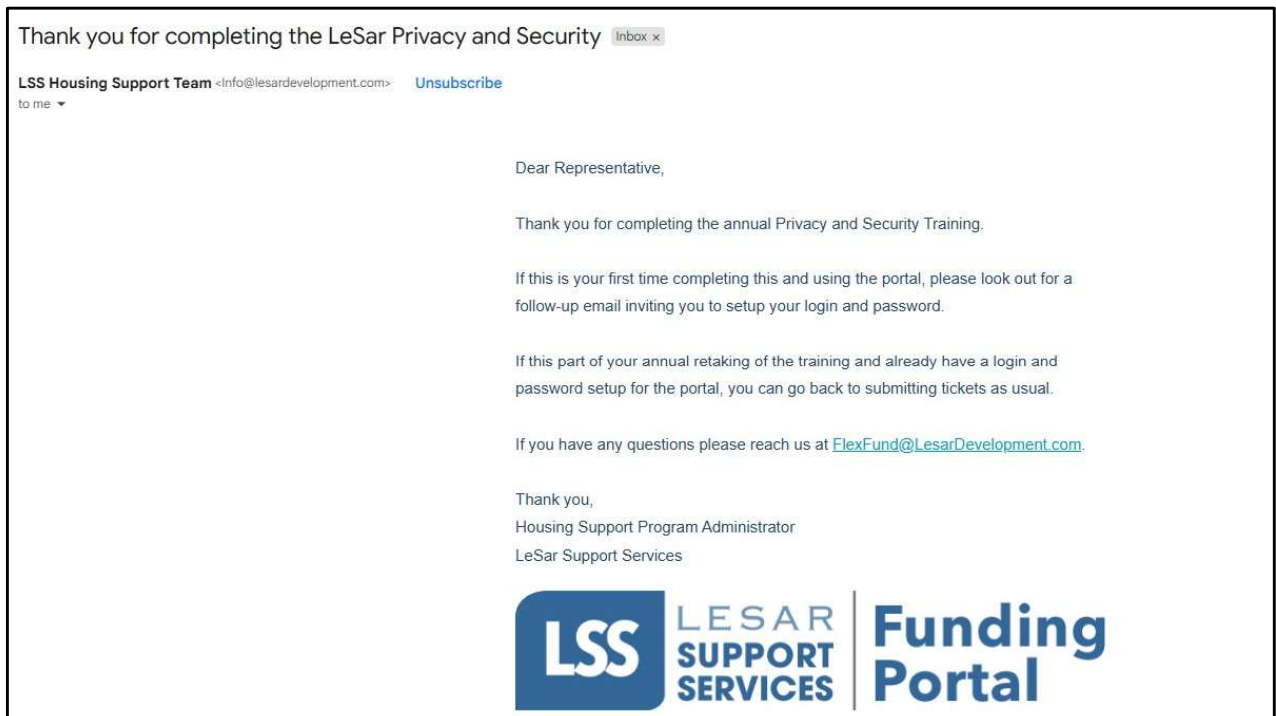 Thank you for completing the LeSar Privacy and Security Inbox x
LSS Housing Support Team <Info@lesardevelopment.com> Unsubscribe
to me
Dear Representative,
Thank you for completing the annual Privacy and Security Training.
If this is your first time completing this and using the portal, please look out for a
follow-up email inviting you to setup your login and password.
If this part of your annual retaking of the training and already have a login and
password setup for the portal, you can go back to submitting tickets as usual.
If you have any questions please reach us at FlexFund@LesarDevelopment.com.
Thank you,
Housing Support Program Administrator
LeSar Support Services
LSS
LESAR
SUPPORT
SERVICES
Funding
Portal